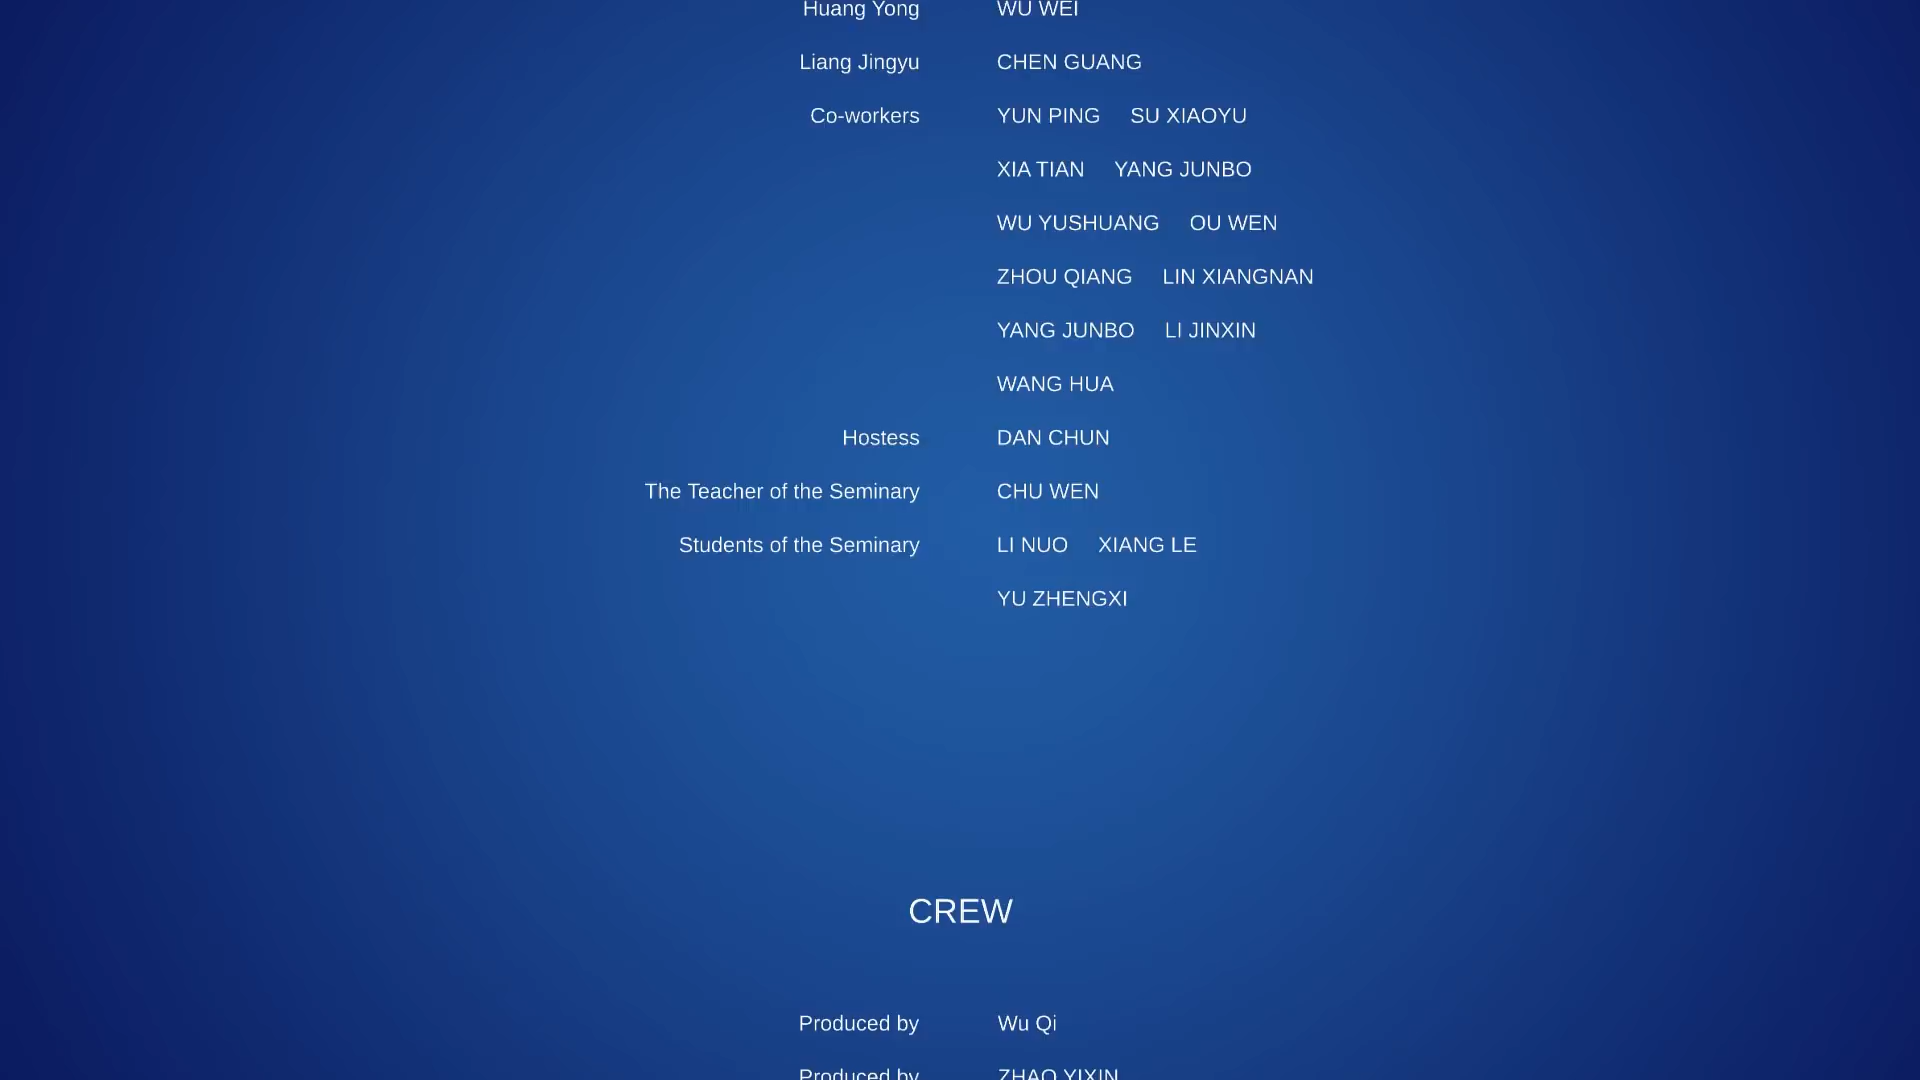 Huang Yong WU WEI
Liang Jingyu CHEN GUANG
Co-workers YUN PING SU XIAOYU
XIA TIAN YANG JUNBO
WU YUSHUANG OU WEN
ZHOU QIANG LIN XIANGNAN
YANG JUNBO LI JINXIN
WANG HUA
Hostess DAN CHUN
The Teacher of the Seminary CHU WEN
Students of the Seminary LI NUO XIANG LE
YU ZHENGXI
CREW
Produced by Wu Qi
Produced by ZHAO YIXIN